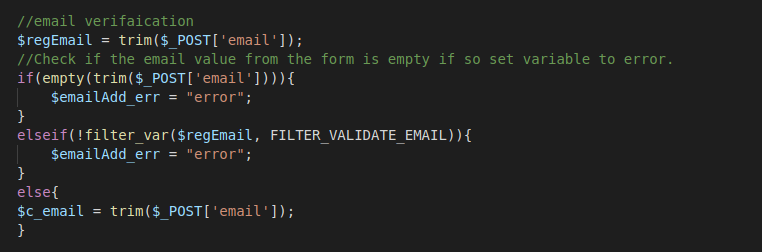 //email verifaication
$regEmail = trim($_POST['email']);
//Check if the email value from the form is empty if so set variable to error.
if(empty(trim($_POST['email']))){
    $emailAdd_err = "error";
}
elseif(!filter_var($regEmail, FILTER_VALIDATE_EMAIL)){
    $emailAdd_err = "error";
}
else{
$c_email = trim($_POST['email']);
}